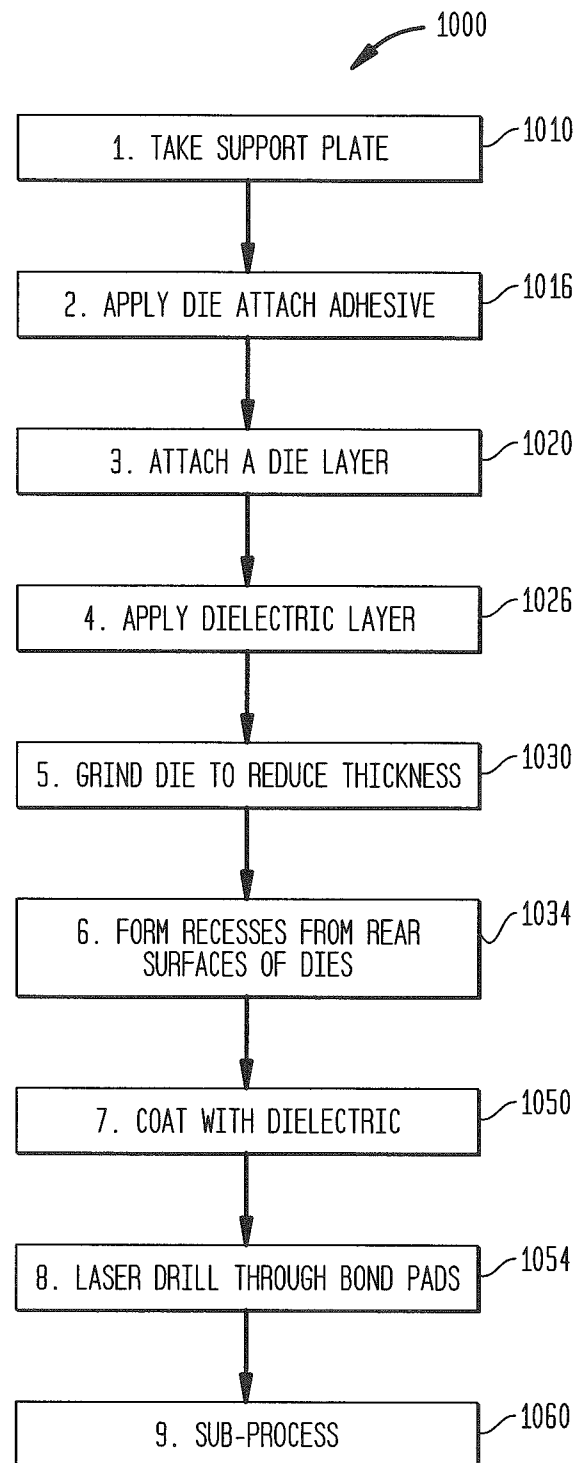 1000
1. TAKE SUPPORT PLATE
1010
2. APPLY DIE ATTACH ADHESIVE
1016
3. ATTACH A DIE LAYER
1020
4. APPLY DIELECTRIC LAYER
1026
5. GRIND DIE TO REDUCE THICKNESS
1030
6. FORM RECESSES FROM REAR
SURFACES OF DIES
1034
7. COAT WITH DIELECTRIC
1050
8. LASER DRILL THROUGH BOND PADS
1054
9. SUB-PROCESS
1060